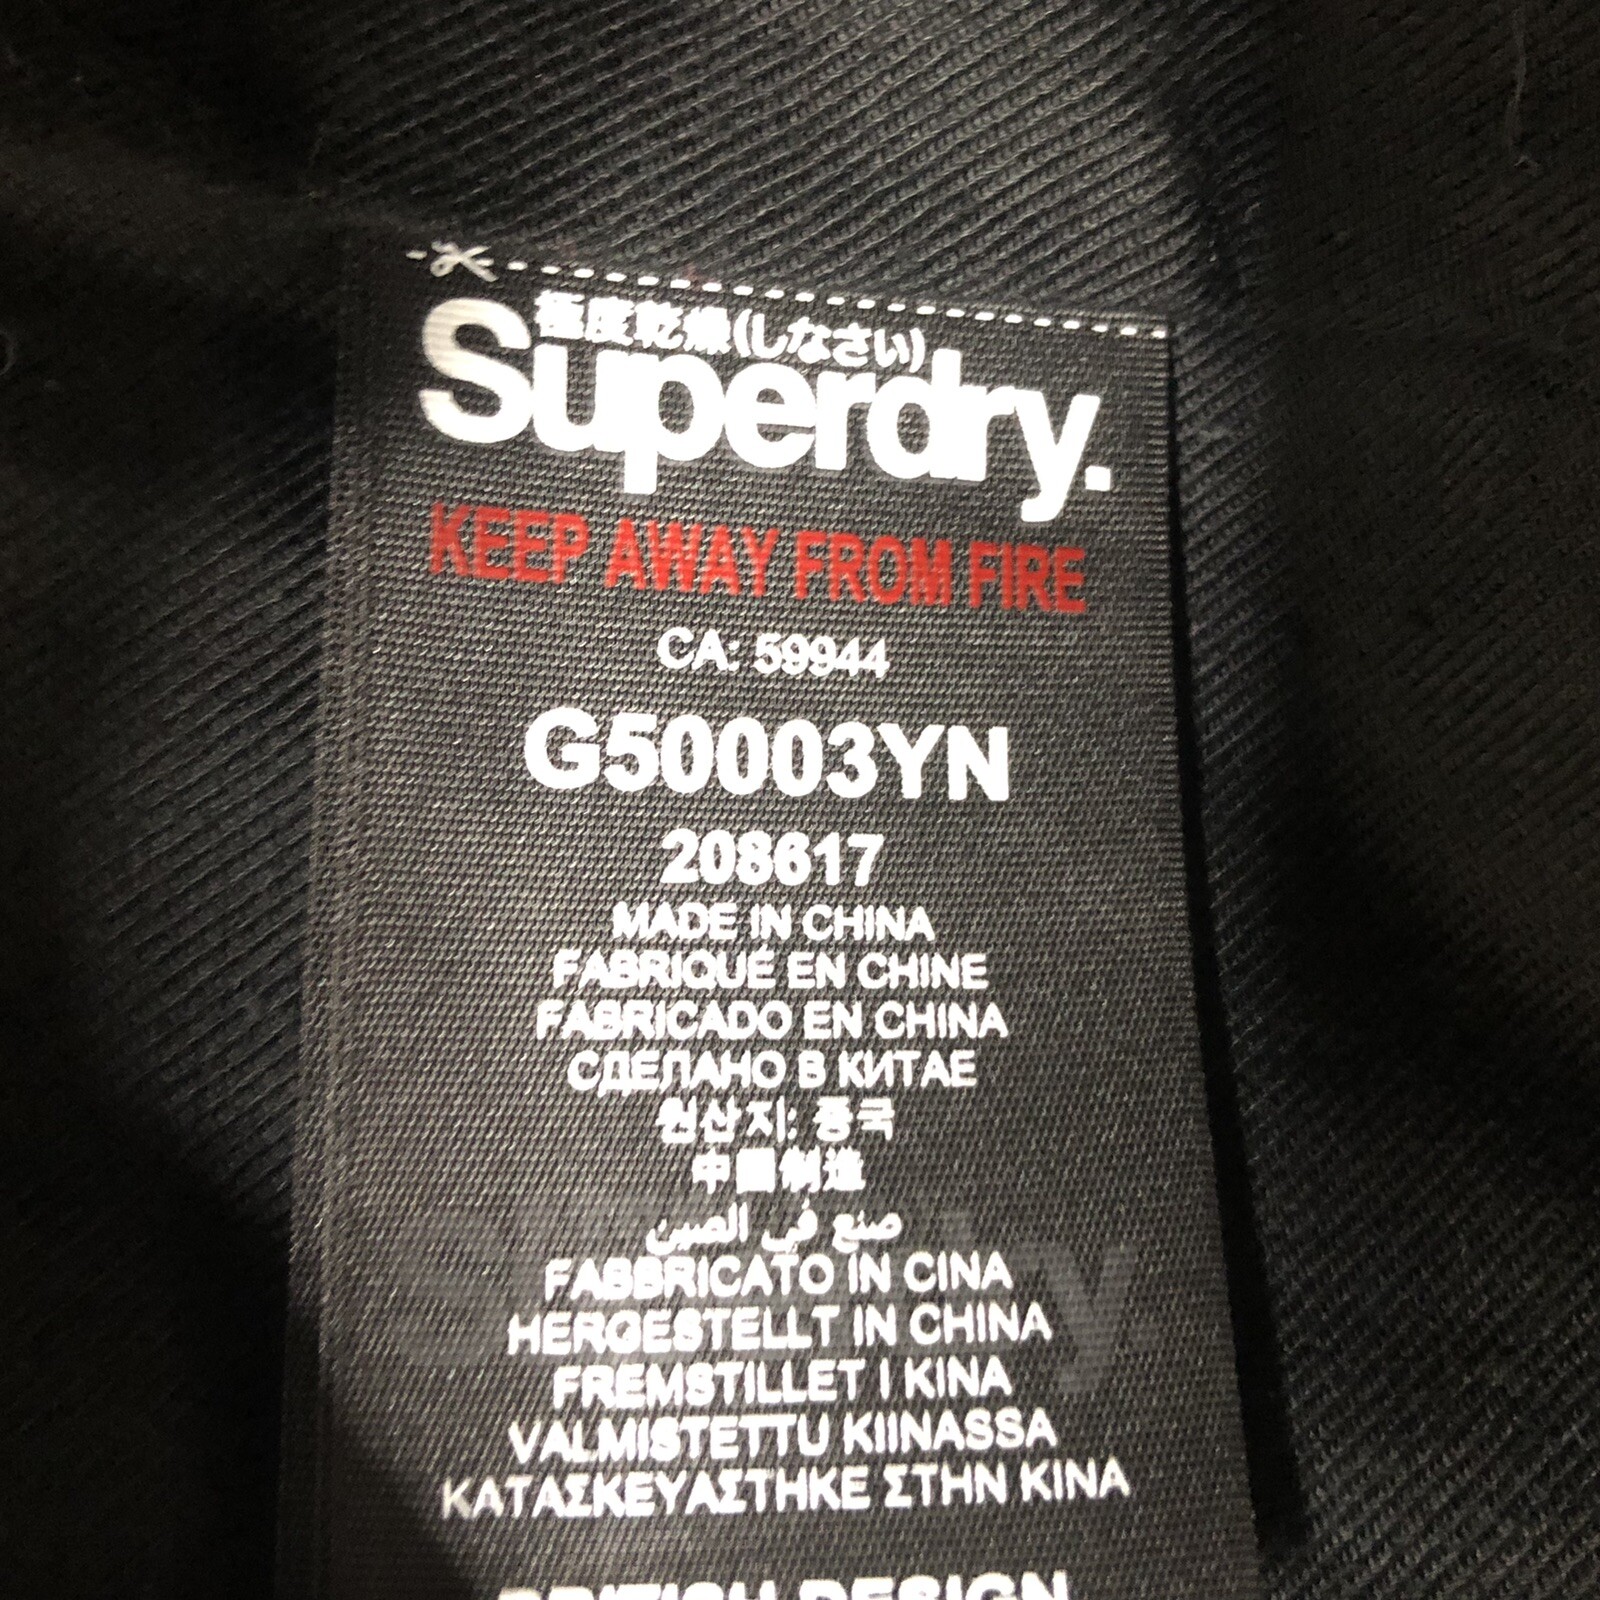 極度乾燥(しなさい)
Superdry.
KEEP AWAY FROM FIRE
CA: 59944
G50003YN
208617
MADE IN CHINA
FABRIQUÉ EN CHINE
FABRICADO EN CHINA
СДЕЛАНО В КИТАЕ
원산지: 중국
中國制造
صنع في الصين
FABBRICATO IN CINA
HERGESTELLT IN CHINA
FREMSTILLET I KINA
VALMISTETTU KIINASSA
ΚΑΤΑΣΚΕΥΑΣΤΗΚΕ ΣΤΗΝ ΚΙΝΑ
BRITISH DESIGN